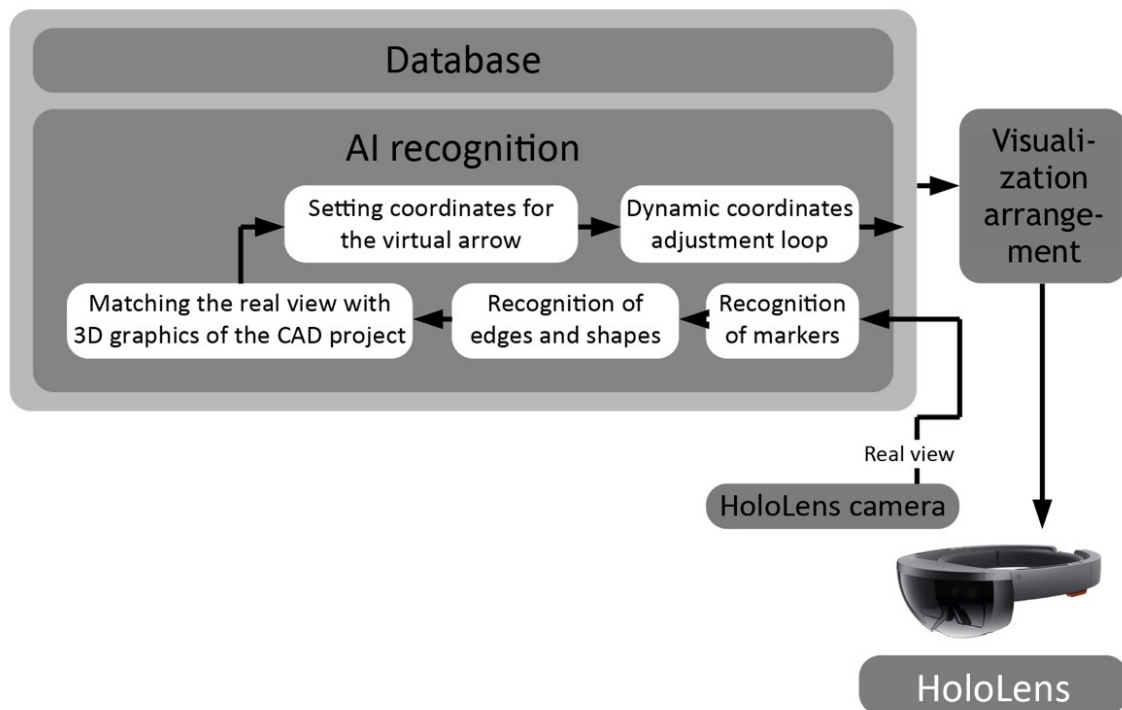 Database
AI recognition
Visuali-
zation
arrange-
ment
Setting coordinates for
the virtual arrow
Dynamic coordinates
adjustment loop
Matching the real view with
3D graphics of the CAD project
Recognition of
edges and shapes
Recognition
of markers
Real view
HoloLens camera
HoloLens